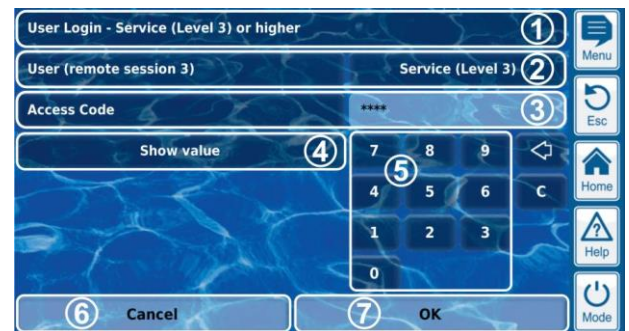 User Login - Service (Level 3) or higher 1
User (remote session 3) Service (Level 3) 2
Access Code **** 3
Show value 4
7 8 9
5
4 5 6 C
1 2 3
0
6 Cancel
7 OK
Menu
Esc
Home
Help
Mode